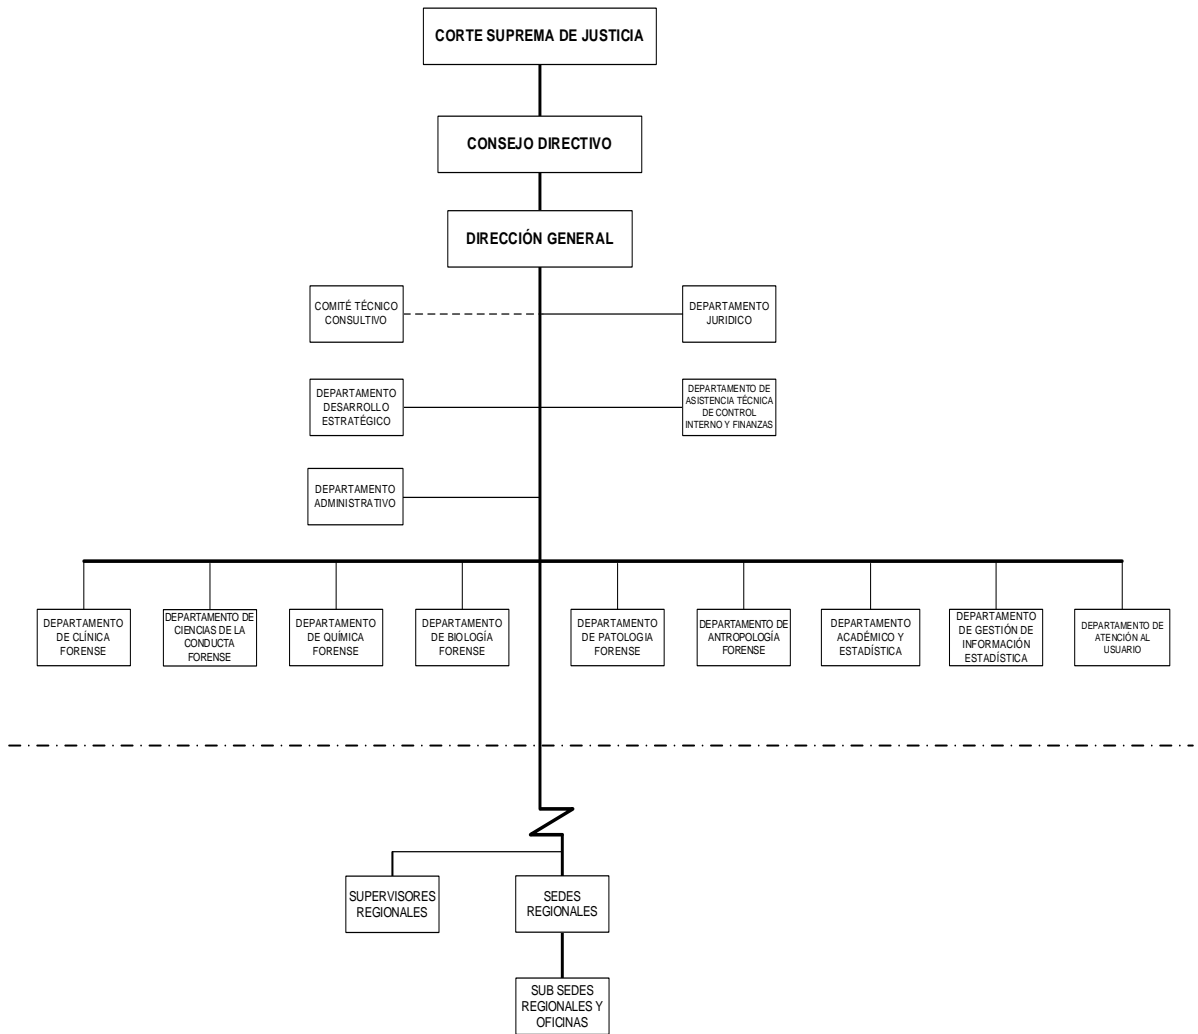 CORTE SUPREMA DE JUSTICIA
CONSEJO DIRECTIVO
DIRECCIÓN GENERAL
COMITÉ TÉCNICO
CONSULTIVO
DEPARTAMENTO
JURIDICO
DEPARTAMENTO
DESARROLLO
ESTRATÉGICO
DEPARTAMENTO DE
ASISTENCIA TÉCNICA
DE CONTROL
INTERNO Y FINANZAS
DEPARTAMENTO
ADMINISTRATIVO
DEPARTAMENTO
DE CLÍNICA
FORENSE
DEPARTAMENTO DE
CIENCIAS DE LA
CONDUCTA
FORENSE
DEPARTAMENTO
DE QUÍMICA
FORENSE
DEPARTAMENTO
DE BIOLOGÍA
FORENSE
DEPARTAMENTO
DE PATOLOGIA
FORENSE
DEPARTAMENTO DE
ANTROPOLOGÍA
FORENSE
DEPARTAMENTO
ACADÉMICO Y
ESTADÍSTICA
DEPARTAMENTO
DE GESTIÓN DE
INFORMACIÓN
ESTADÍSTICA
DEPARTAMENTO DE
ATENCIÓN AL
USUARIO
SUPERVISORES
REGIONALES
SEDES
REGIONALES
SUB SEDES
REGIONALES Y
OFICINAS